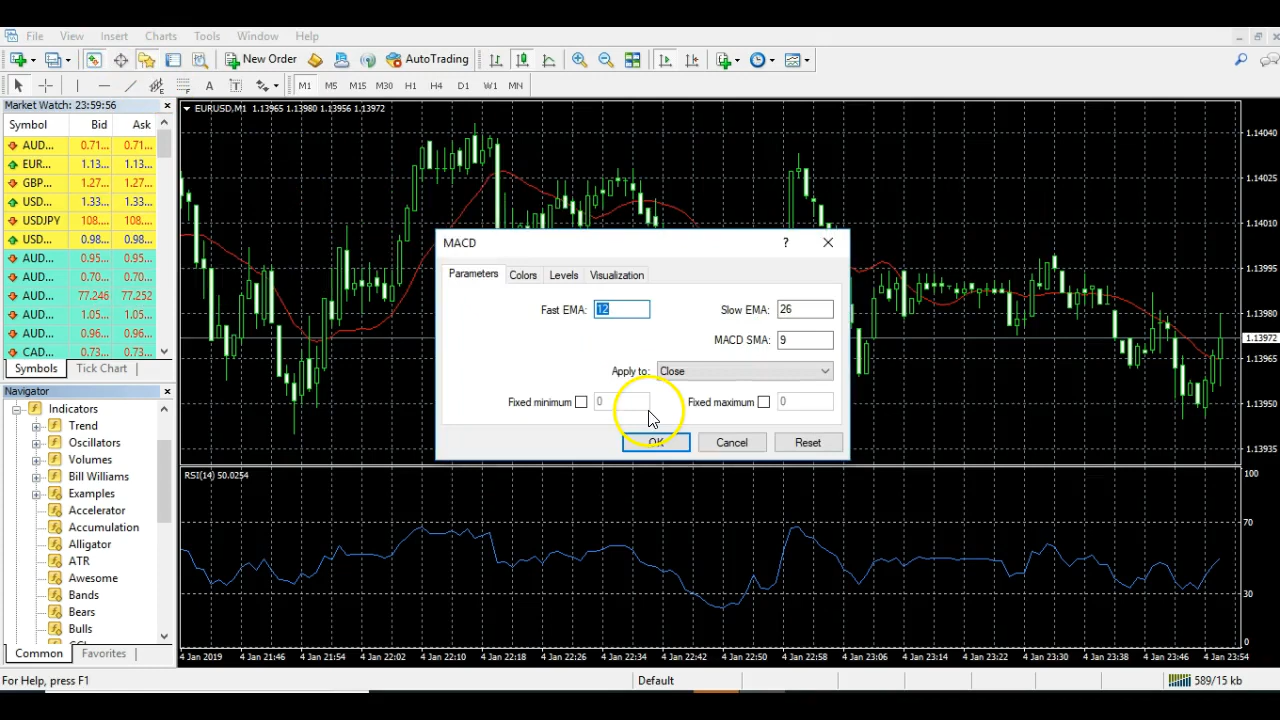 File View Insert Charts Tools Window Help
New Order AutoTrading
A T M1 M5 M15 M30 H1 H4 D1 W1 MN
Market Watch: 23:59:56
Symbol Bid Ask
AUD... 0.71... 0.71...
EUR... 1.13... 1.13...
GBP... 1.27... 1.27...
USD... 1.33... 1.33...
USDJPY 108.... 108....
USD... 0.98... 0.98...
AUD... 0.95... 0.95...
AUD... 0.70... 0.70...
AUD... 77.246 77.252
AUD... 1.05... 1.05...
AUD... 0.96... 0.96...
CAD... 0.73... 0.73...
Symbols Tick Chart
Navigator
Indicators
Trend
Oscillators
Volumes
Bill Williams
Examples
Accelerator
Accumulation
Alligator
ATR
Awesome
Bands
Bears
Bulls
Common Favorites
EURUSD,M1 1.13965 1.13980 1.13956 1.13972
1.14040
1.14025
1.14010
1.13995
1.13980
1.13972
1.13965
1.13950
1.13935
MACD ?
Parameters Colors Levels Visualization
Fast EMA: 12 Slow EMA: 26
MACD SMA: 9
Apply to: Close
Fixed minimum 0 Fixed maximum 0
OK Cancel Reset
RSI(14) 50.0254
100
70
30
0
4 Jan 2019 4 Jan 21:46 4 Jan 21:54 4 Jan 22:02 4 Jan 22:10 4 Jan 22:18 4 Jan 22:26 4 Jan 22:34 4 Jan 22:42 4 Jan 22:50 4 Jan 22:58 4 Jan 23:06 4 Jan 23:14 4 Jan 23:22 4 Jan 23:30 4 Jan 23:38 4 Jan 23:46 4 Jan 23:54
For Help, press F1 Default 589/15 kb